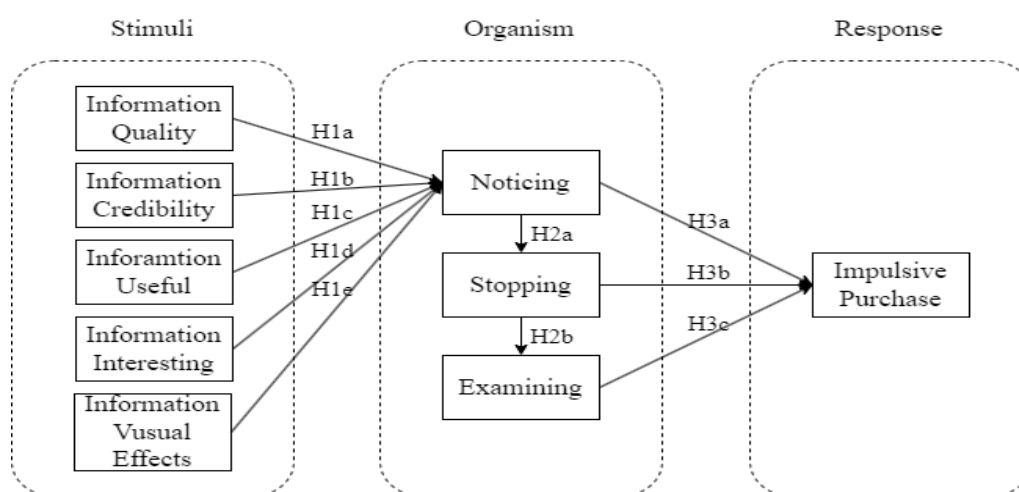 Stimuli
Organism
Response
Information
Quality
Information
Credibility
Inforamtion
Useful
Information
Interesting
Information
Vusual
Effects
H1a
H1b
H1c
H1d
H1e
Noticing
H2a
Stopping
H2b
Examining
H3a
H3b
H3c
Impulsive
Purchase